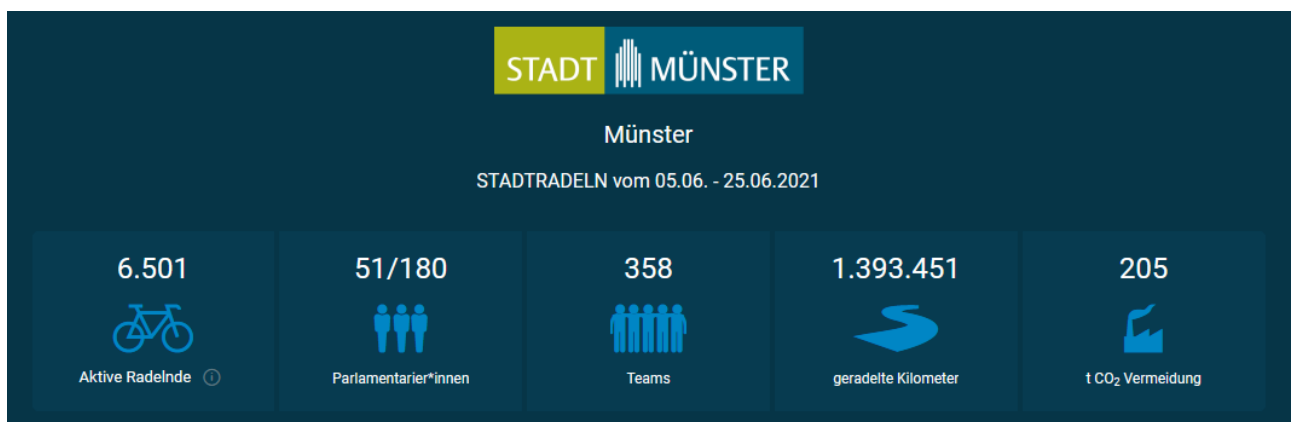 STADT MÜNSTER
Münster
STADTRADELN vom 05.06. - 25.06.2021
6.501
51/180
358
1.393.451
205
Aktive Radelnde
Parlamentarier*innen
Teams
geradelte Kilometer
t CO₂ Vermeidung